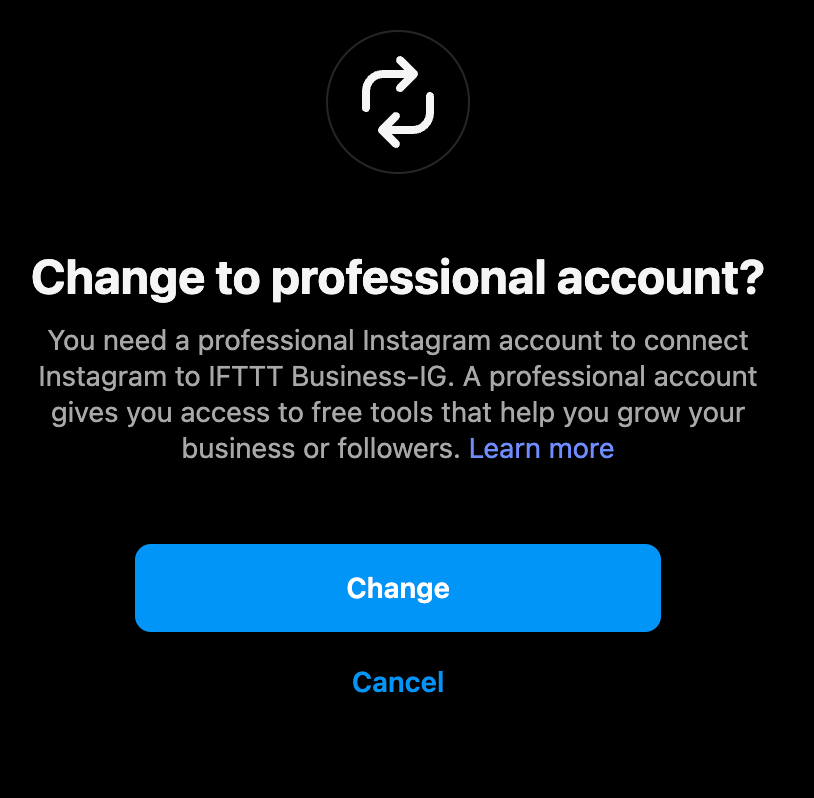 Change to professional account?
You need a professional Instagram account to connect
Instagram to IFTTT Business-IG. A professional account
gives you access to free tools that help you grow your
business or followers. Learn more
Change
Cancel